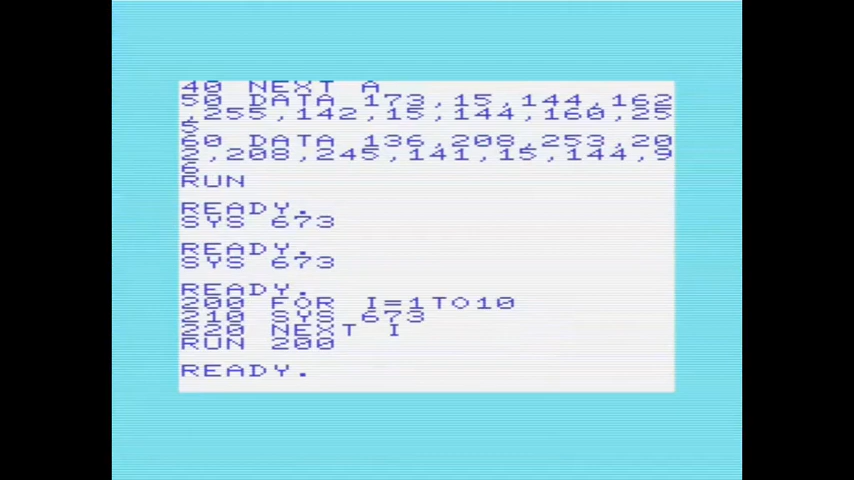 40 NEXT A
50 DATA 173,15,144,162
,255,142,15,144,160,25
5
60 DATA 136,208,253,20
2,208,245,141,15,144,9
6
RUN
READY.
SYS 673
READY.
SYS 673
READY.
200 FOR I=1TO10
210 SYS 673
220 NEXT I
RUN 200
READY.